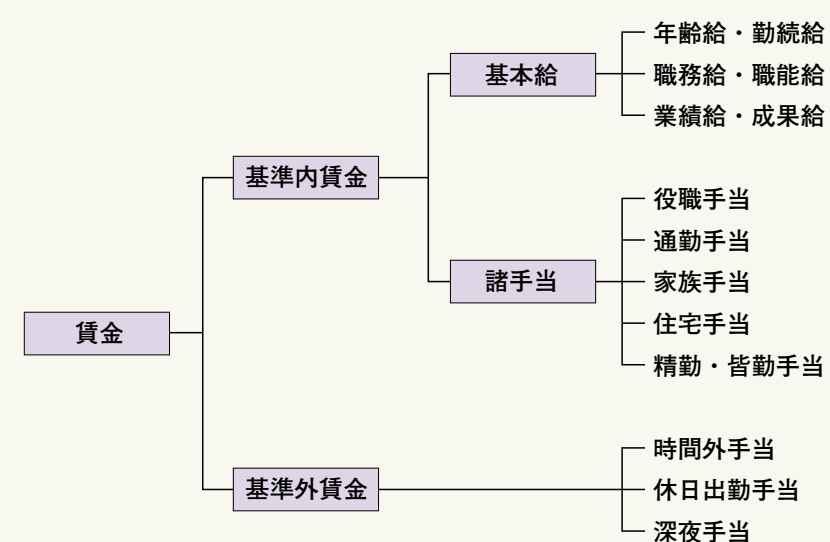 年齢給・勤続給
基本給
職務給・職能給
業績給・成果給
基準内賃金
役職手当
通勤手当
諸手当
家族手当
賃金
住宅手当
精勤・皆勤手当
時間外手当
基準外賃金
休日出勤手当
深夜手当